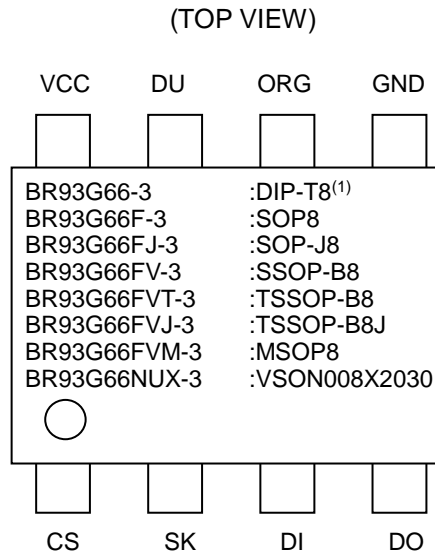 (TOP VIEW)
VCC DU ORG GND
BR93G66-3 :DIP-T8(1)
BR93G66F-3 :SOP8
BR93G66FJ-3 :SOP-J8
BR93G66FV-3 :SSOP-B8
BR93G66FVT-3 :TSSOP-B8
BR93G66FVJ-3 :TSSOP-B8J
BR93G66FVM-3 :MSOP8
BR93G66NUX-3 :VSON008X2030
CS SK DI DO